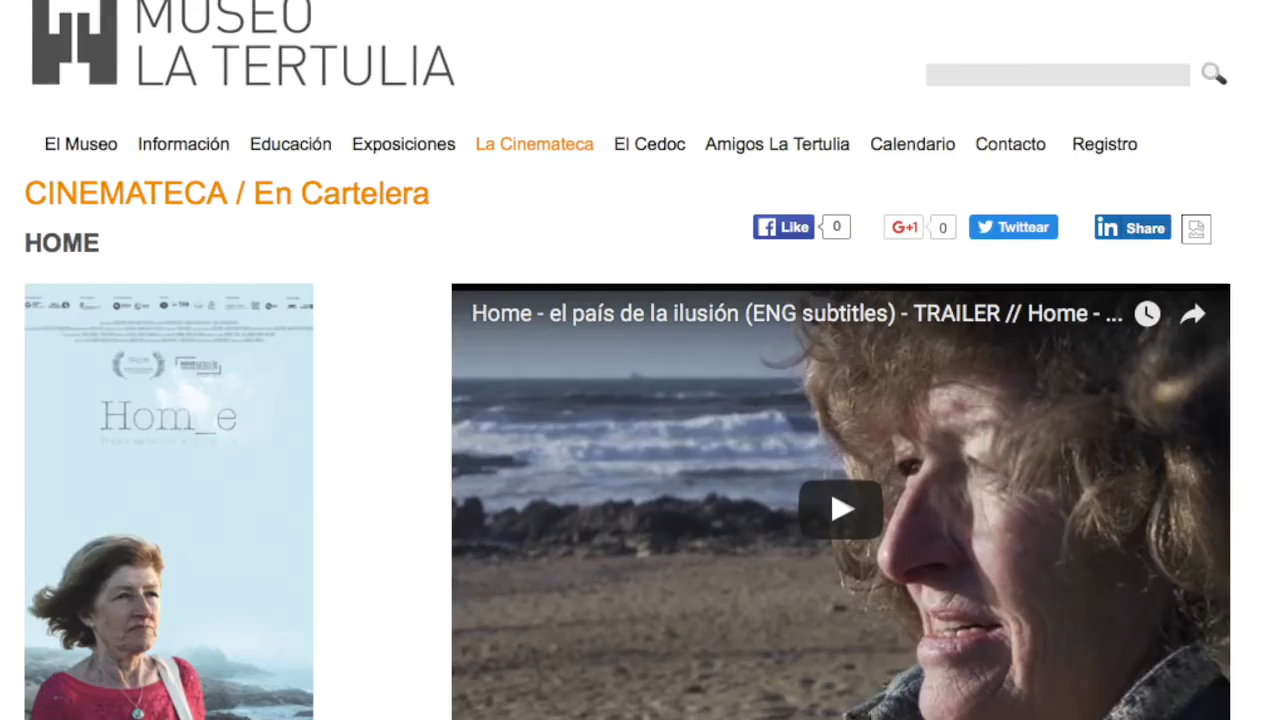 MUSEO
LA TERTULIA
El Museo Información Educación Exposiciones La Cinemateca El Cedoc Amigos La Tertulia Calendario Contacto Registro
CINEMATECA / En Cartelera
HOME
Like 0
G+1 0
Twittear
in Share
Home - el país de la ilusión (ENG subtitles) - TRAILER // Home - ...
Hom_e